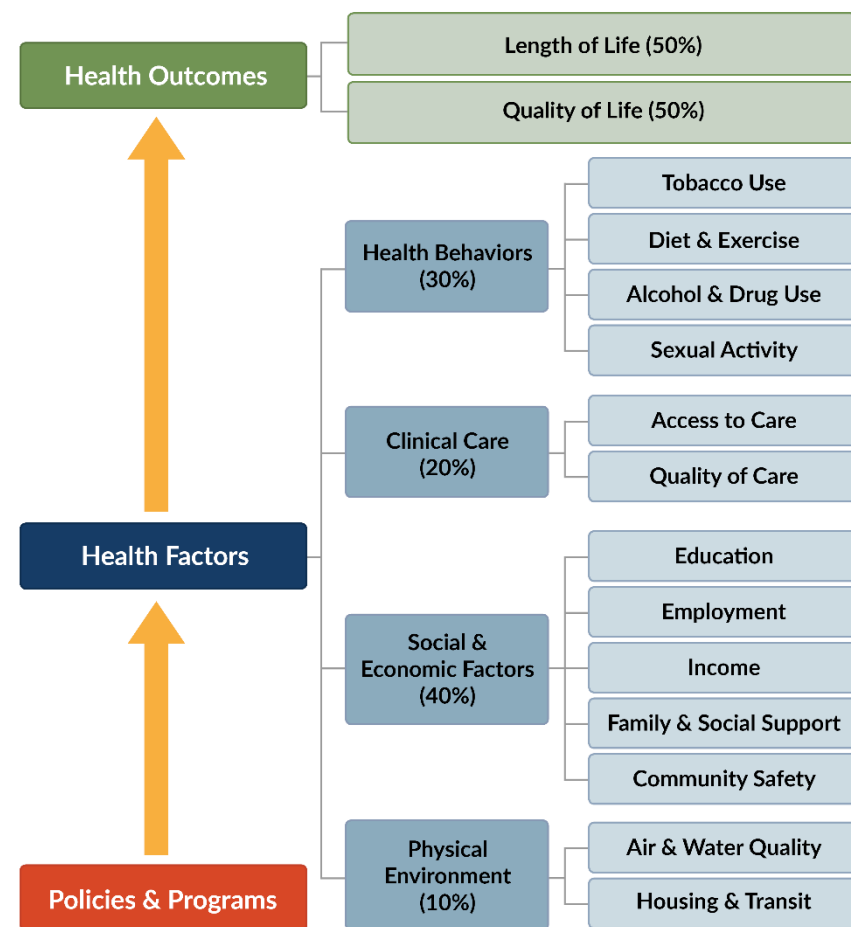 Health Outcomes
Length of Life (50%)
Quality of Life (50%)
Health Factors
Health Behaviors
(30%)
Tobacco Use
Diet & Exercise
Alcohol & Drug Use
Sexual Activity
Clinical Care
(20%)
Access to Care
Quality of Care
Social &
Economic Factors
(40%)
Education
Employment
Income
Family & Social Support
Community Safety
Physical
Environment
(10%)
Air & Water Quality
Housing & Transit
Policies & Programs